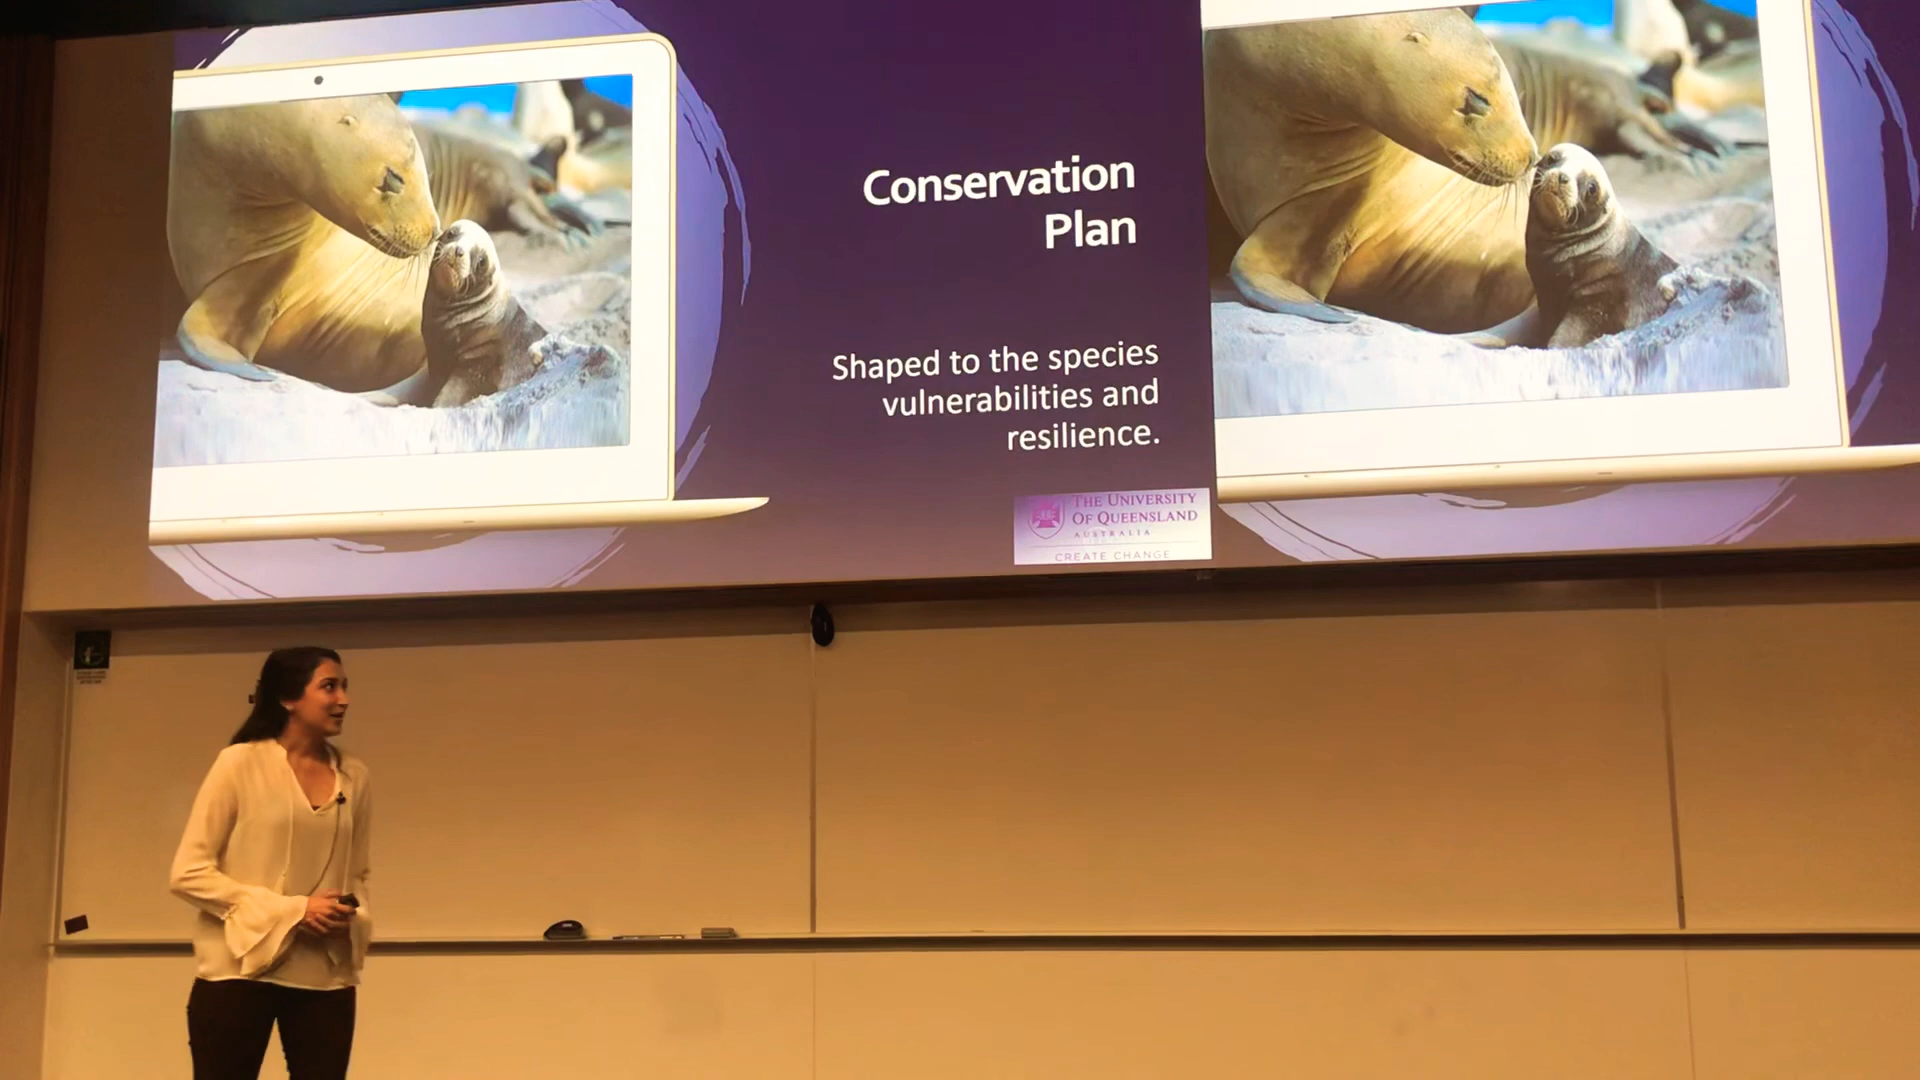 Conservation
Plan
Shaped to the species
vulnerabilities and
resilience.
THE UNIVERSITY
OF QUEENSLAND
AUSTRALIA
CREATE CHANGE